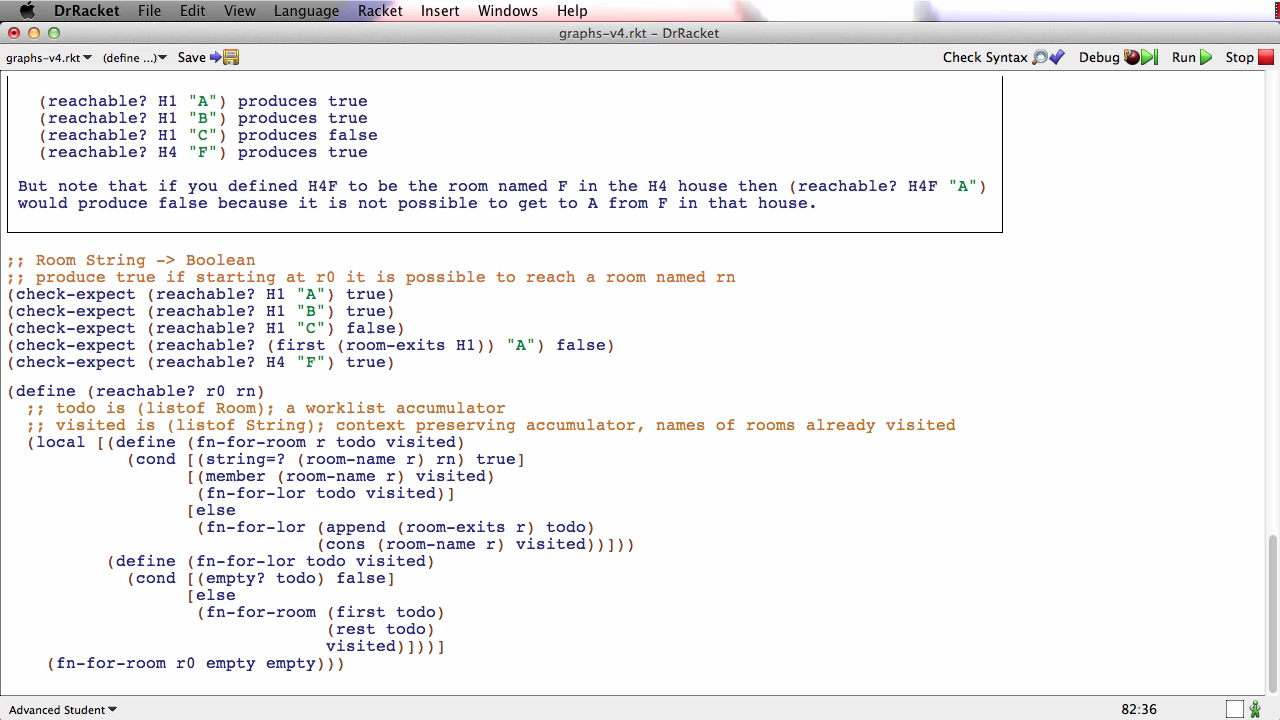 DrRacket File Edit View Language Racket Insert Windows Help
graphs-v4.rkt – DrRacket
graphs-v4.rkt (define ...) Save Check Syntax Debug Run Stop
(reachable? H1 "A") produces true
(reachable? H1 "B") produces true
(reachable? H1 "C") produces false
(reachable? H4 "F") produces true
But note that if you defined H4F to be the room named F in the H4 house then (reachable? H4F "A")
would produce false because it is not possible to get to A from F in that house.
;; Room String -> Boolean
;; produce true if starting at r0 it is possible to reach a room named rn
(check-expect (reachable? H1 "A") true)
(check-expect (reachable? H1 "B") true)
(check-expect (reachable? H1 "C") false)
(check-expect (reachable? (first (room-exits H1)) "A") false)
(check-expect (reachable? H4 "F") true)
(define (reachable? r0 rn)
;; todo is (listof Room); a worklist accumulator
;; visited is (listof String); context preserving accumulator, names of rooms already visited
(local [(define (fn-for-room r todo visited)
(cond [(string=? (room-name r) rn) true]
[(member (room-name r) visited)
(fn-for-lor todo visited)]
[else
(fn-for-lor (append (room-exits r) todo)
(cons (room-name r) visited))]))
(define (fn-for-lor todo visited)
(cond [(empty? todo) false]
[else
(fn-for-room (first todo)
(rest todo)
visited)]))]
(fn-for-room r0 empty empty)))
Advanced Student 82:36